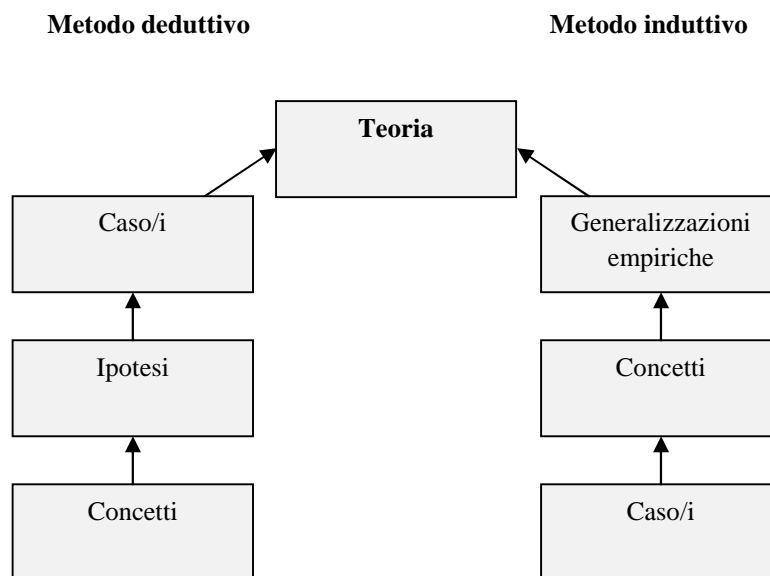 Metodo deduttivo
Metodo induttivo
Teoria
Caso/i
Generalizzazioni
empiriche
Ipotesi
Concetti
Concetti
Caso/i